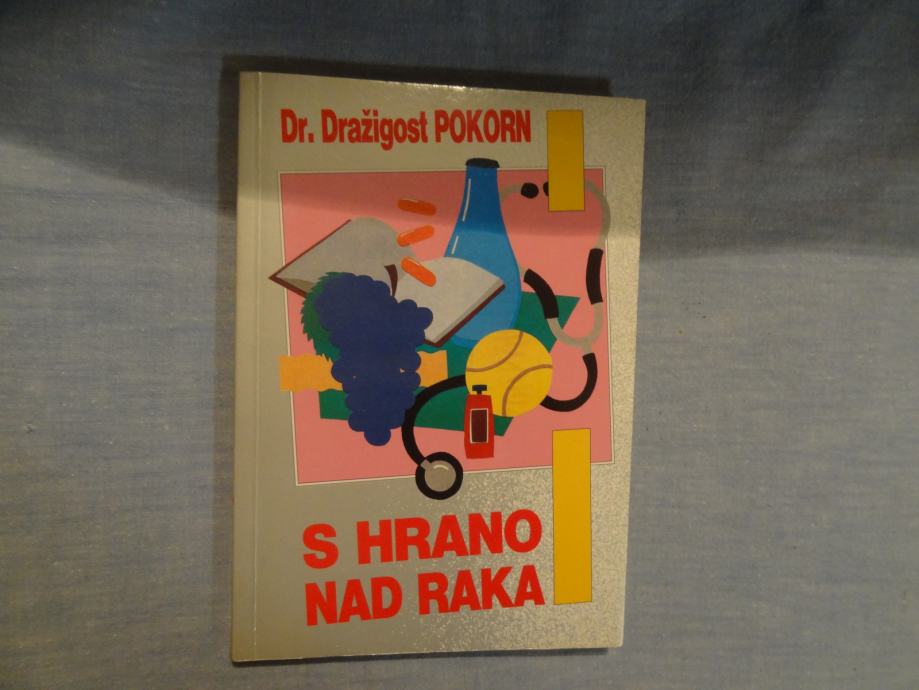 Dr. Dražigost POKORN
S HRANO
NAD RAKA